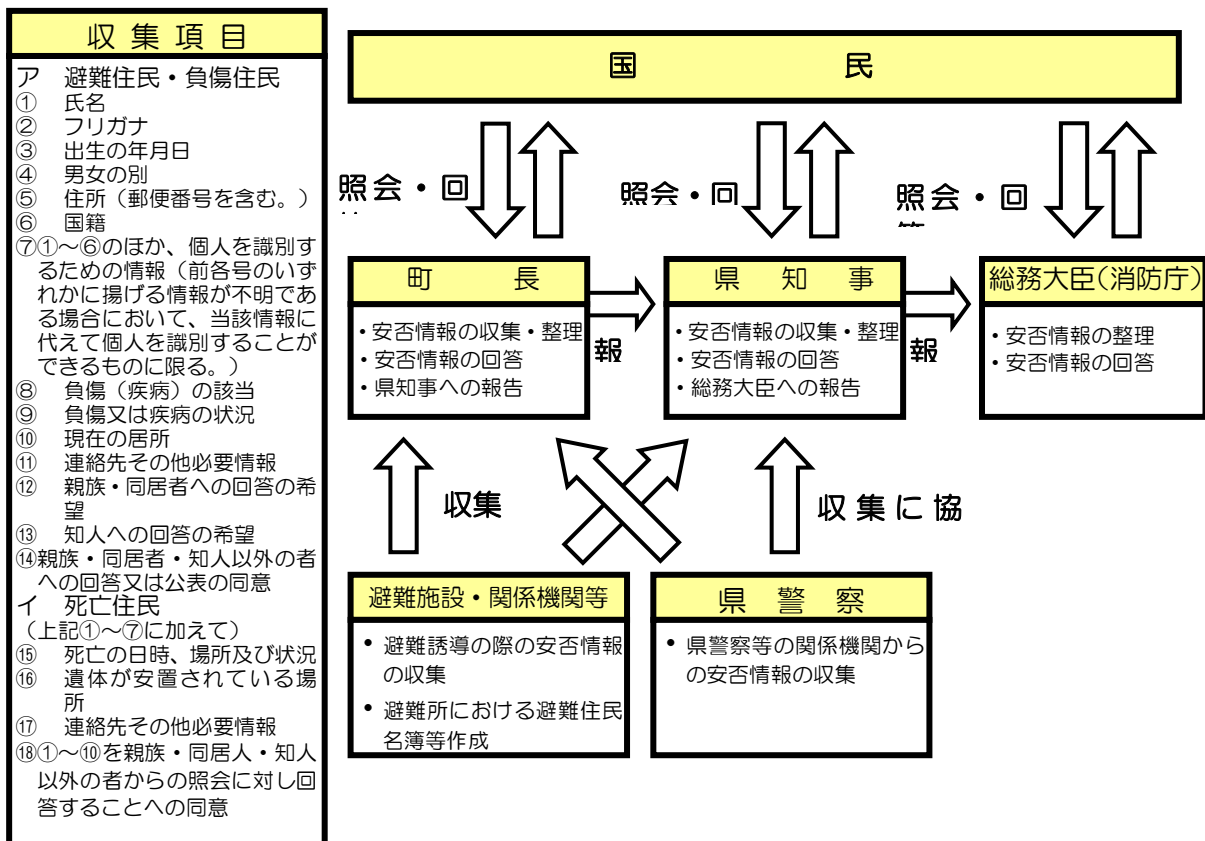 収集項目
ア　避難住民・負傷住民
①　氏名
②　フリガナ
③　出生の年月日
④　男女の別
⑤　住所（郵便番号を含む。）
⑥　国籍
⑦①～⑥のほか、個人を識別す
るための情報（前各号のいず
れかに揚げる情報が不明であ
る場合において、当該情報に
代えて個人を識別することが
できるものに限る。）
⑧　負傷（疾病）の該当
⑨　負傷又は疾病の状況
⑩　現在の居所
⑪　連絡先その他必要情報
⑫　親族・同居者への回答の希
望
⑬　知人への回答の希望
⑭親族・同居者・知人以外の者
への回答又は公表の同意
イ　死亡住民
（上記①～⑦に加えて）
⑮　死亡の日時、場所及び状況
⑯　遺体が安置されている場
所
⑰　連絡先その他必要情報
⑱①～⑩を親族・同居人・知人
以外の者からの照会に対し回
答することへの同意
国　民
照会・回
照会・回
照会・回
町　長
・安否情報の収集・整理
・安否情報の回答
・県知事への報告
報
県　知　事
・安否情報の収集・整理
・安否情報の回答
・総務大臣への報告
報
総務大臣(消防庁)
・安否情報の整理
・安否情報の回答
収集
収集に協
避難施設・関係機関等
• 避難誘導の際の安否情報
の収集
• 避難所における避難住民
名簿等作成
県　警　察
• 県警察等の関係機関から
の安否情報の収集